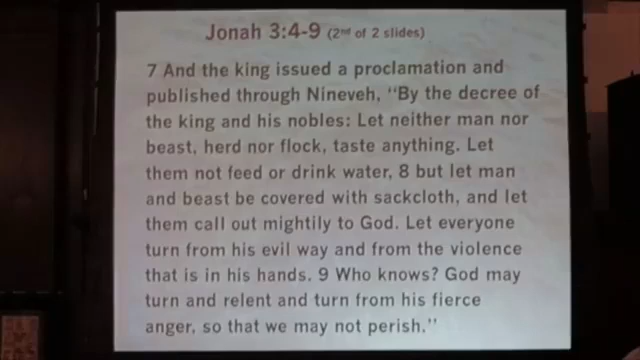 Jonah 3:4-9 (2nd of 2 slides)
7 And the king issued a proclamation and
published through Nineveh, "By the decree of
the king and his nobles: Let neither man nor
beast, herd nor flock, taste anything. Let
them not feed or drink water, 8 but let man
and beast be covered with sackcloth, and let
them call out mightily to God. Let everyone
turn from his evil way and from the violence
that is in his hands. 9 Who knows? God may
turn and relent and turn from his fierce
anger, so that we may not perish."